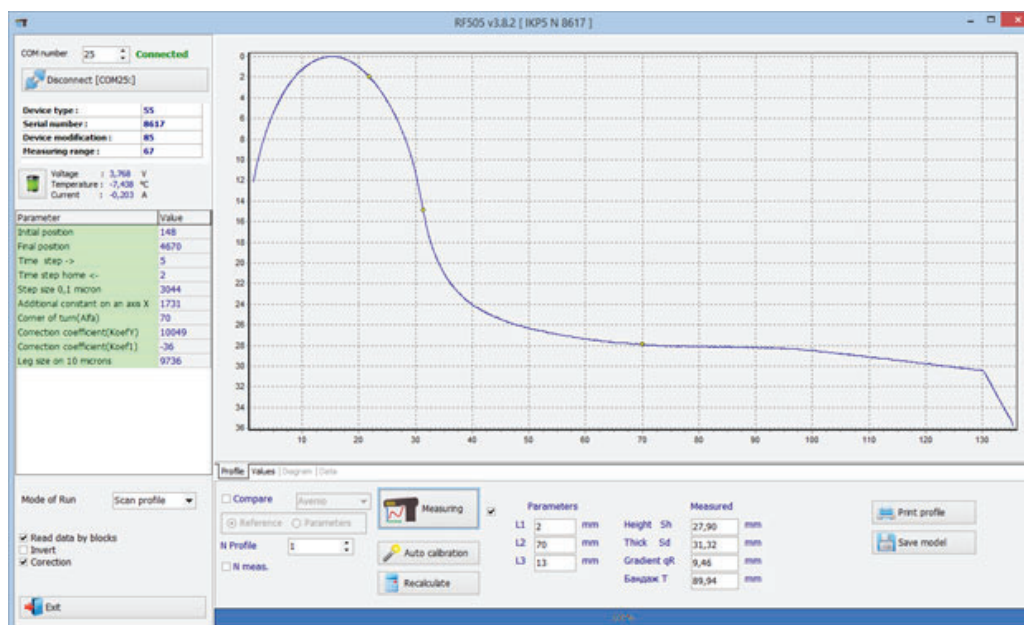 RF505 v3.8.2 [ IKP5 N 8617 ]
COM number 25 Connected
Disconnect [COM25:]
Device type : 55
Serial number : 8617
Device modification : 85
Measuring range : 67
Voltage : 3,768 V
Temperature : -7,438 °C
Current : -0,203 A
Parameter Value
Initial position 148
Final position 4670
Time step -> 5
Time step home <- 2
Step size 0,1 micron 3044
Additional constant on an axis X 1731
Corner of turn(Alfa) 70
Correction coefficient(KoefY) 10049
Correction coefficient(Koef1) -36
Leg size on 10 microns 9736
Mode of Run Scan profile
Read data by blocks
Invert
Corection
Exit
0
2
4
6
8
10
12
14
16
18
20
22
24
26
28
30
32
34
36
10 20 30 40 50 60 70 80 90 100 110 120 130
Profile Values Diagram Data
Compare
Reference Parameters
N Profile 1
N meas.
Measuring
Auto calibration
Recalculate
Parameters Measured
L1 2 mm Height Sh 27,90 mm
L2 70 mm Thick Sd 31,32 mm
L3 13 mm Gradient qR 9,46 mm
Бандаж T 89,94 mm
Print profile
Save model